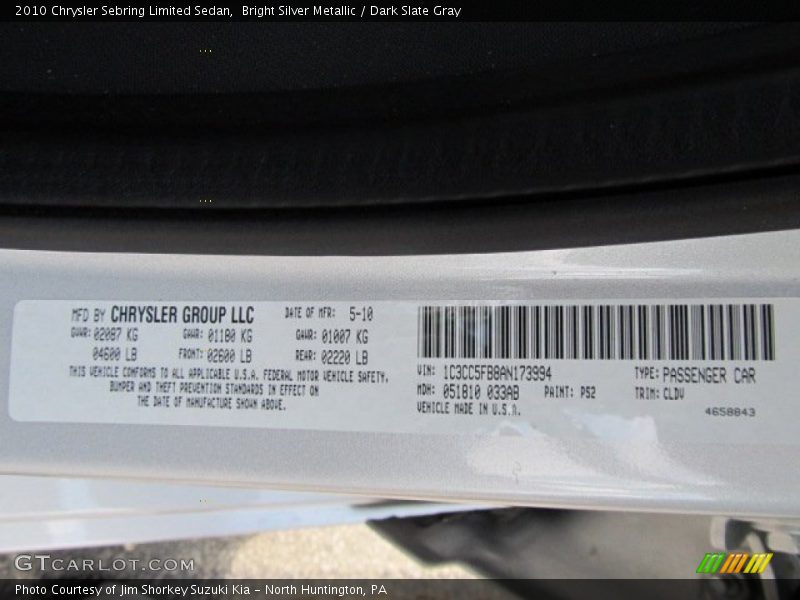 2010 Chrysler Sebring Limited Sedan,  Bright Silver Metallic / Dark Slate Gray
MFD BY CHRYSLER GROUP LLC DATE OF MFR: 5-10
GVWR: 02087 KG GAWR: 01180 KG GAWR: 01007 KG
04600 LB FRONT: 02600 LB REAR: 02220 LB
THIS VEHICLE CONFORMS TO ALL APPLICABLE U.S.A. FEDERAL MOTOR VEHICLE SAFETY,
BUMPER AND THEFT PREVENTION STANDARDS IN EFFECT ON
THE DATE OF MANUFACTURE SHOWN ABOVE.
VIN: 1C3CC5FB8AN173994 TYPE: PASSENGER CAR
MDH: 051810 033AB PAINT: PS2 TRIM: CLDV
VEHICLE MADE IN U.S.A. 4658843
GTCARLOT.COM
Photo Courtesy of Jim Shorkey Suzuki Kia - North Huntington, PA